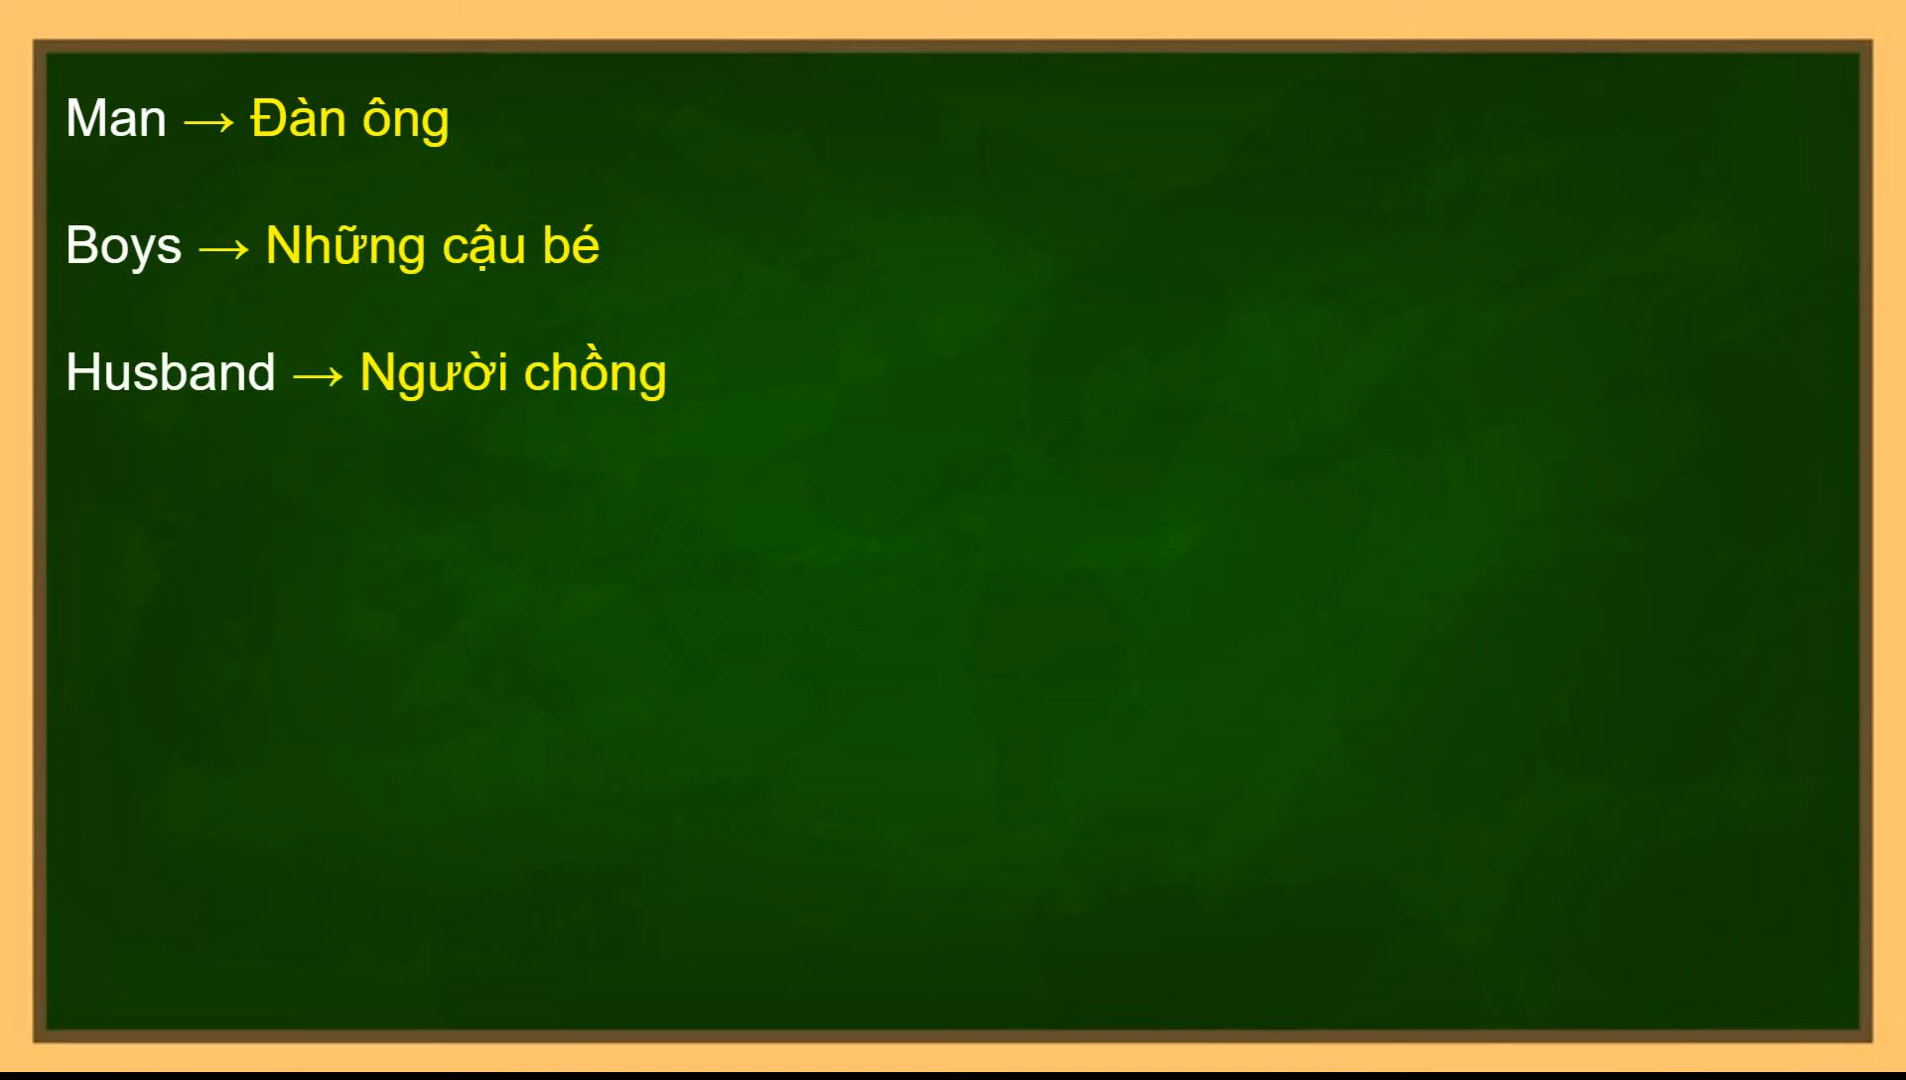 Man → Đàn ông
Boys → Những cậu bé
Husband → Người chồng